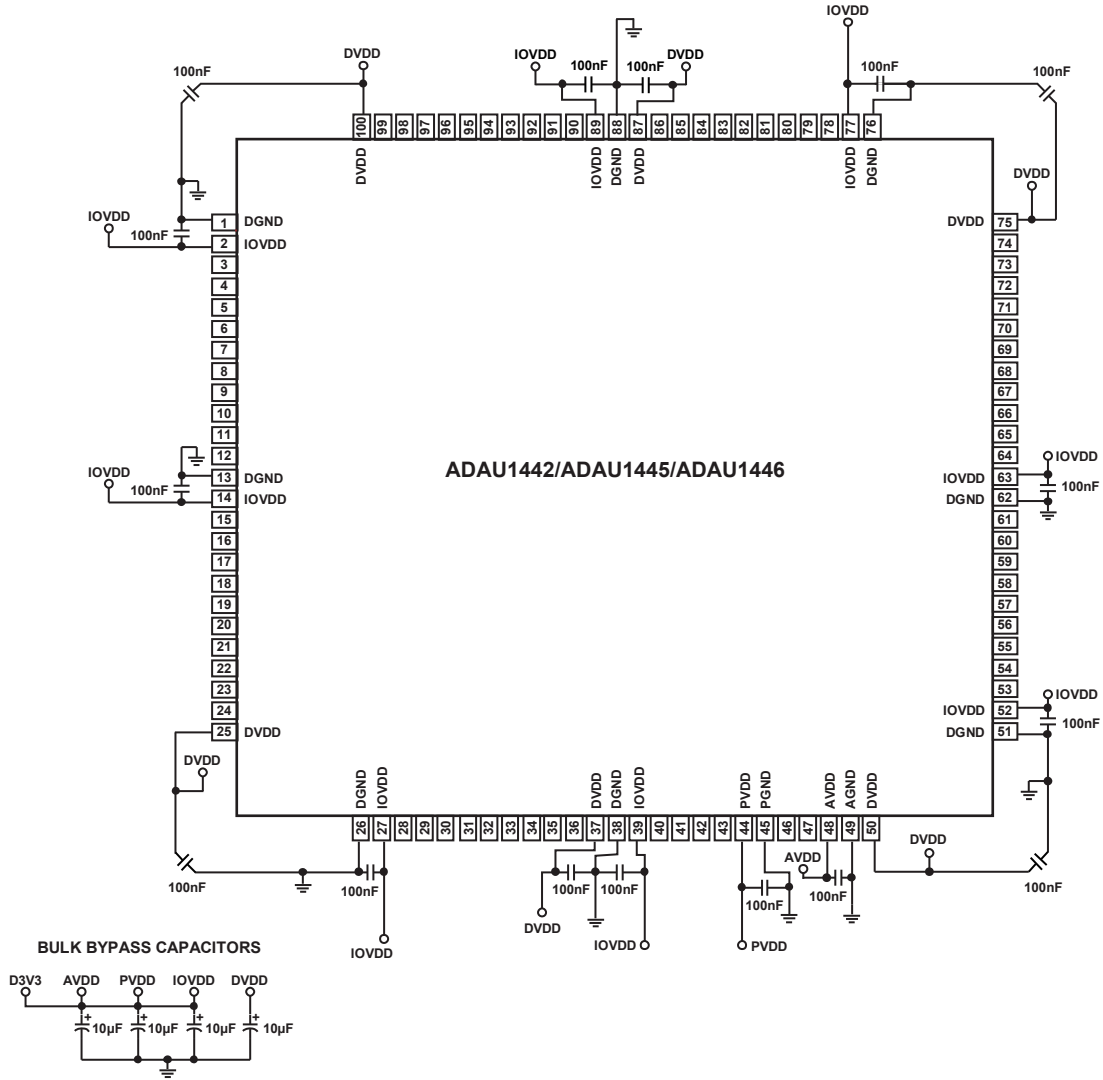 IOVDD
IOVDD
DVDD
DVDD
100nF
100nF
100nF
100nF
100nF
100
99
98
97
96
95
94
93
92
91
90
89
88
87
86
85
84
83
82
81
80
79
78
77
76
DVDD
IOVDD
DGND
DVDD
IOVDD
DGND
DVDD
IOVDD
100nF
1
DGND
2
IOVDD
3
4
5
6
7
8
9
10
11
12
IOVDD
100nF
13
DGND
14
IOVDD
15
16
17
18
19
20
21
22
23
24
25
DVDD
ADAU1442/ADAU1445/ADAU1446
DVDD
75
74
73
72
71
70
69
68
67
66
65
64
IOVDD
IOVDD
63
DGND
62
100nF
61
60
59
58
57
56
55
54
53
IOVDD
IOVDD
52
DGND
51
100nF
DVDD
DGND
IOVDD
DVDD
DGND
IOVDD
PVDD
PGND
AVDD
AGND
DVDD
26
27
28
29
30
31
32
33
34
35
36
37
38
39
40
41
42
43
44
45
46
47
48
49
50
DVDD
AVDD
100nF
100nF
100nF
100nF
100nF
100nF
100nF
DVDD
IOVDD
IOVDD
PVDD
BULK BYPASS CAPACITORS
D3V3
AVDD
PVDD
IOVDD
DVDD
+
+
+
+
10µF
10µF
10µF
10µF